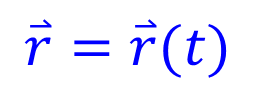 r⃗ = r⃗(t)